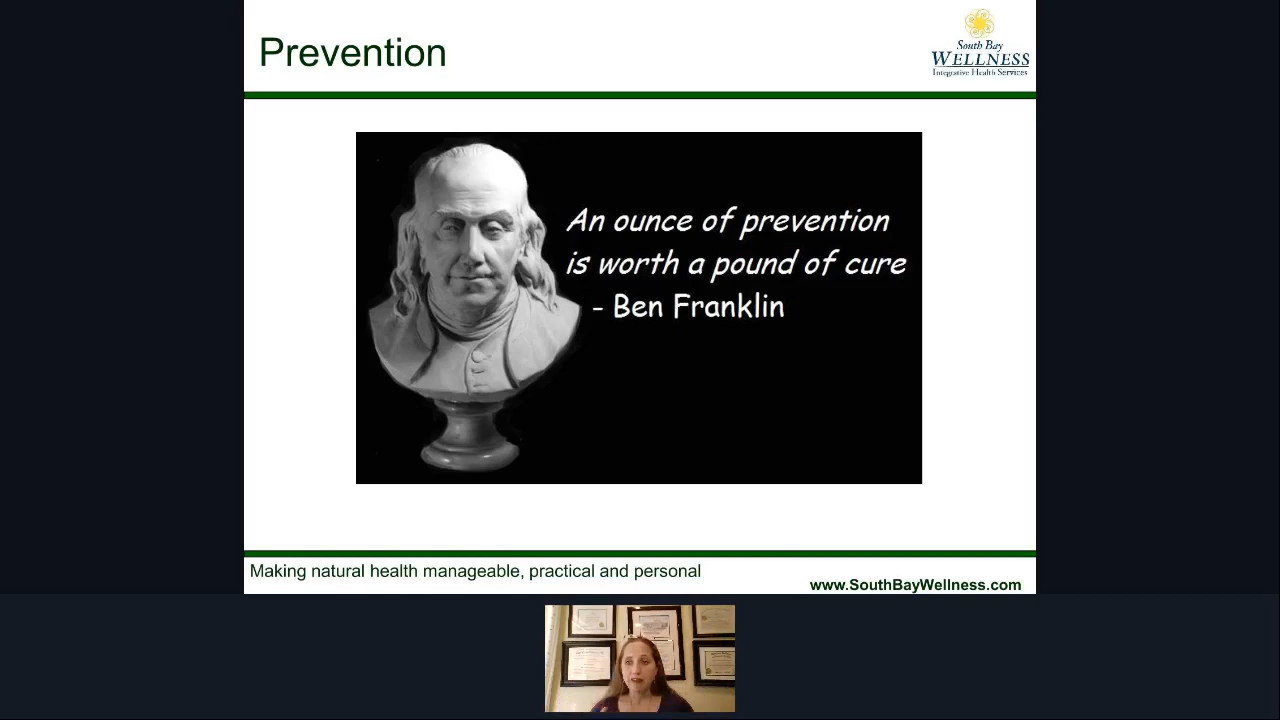 Prevention
South Bay
WELLNESS
Integrative Health Services
An ounce of prevention
is worth a pound of cure
- Ben Franklin
Making natural health manageable, practical and personal
www.SouthBayWellness.com